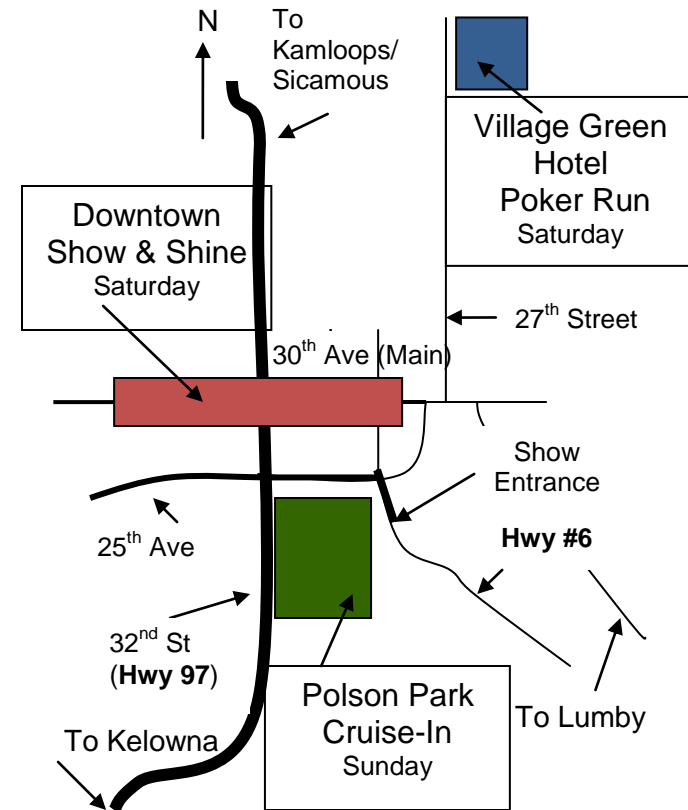 N
To
Kamloops/
Sicamous
Village Green
Hotel
Poker Run
Saturday
Downtown
Show & Shine
Saturday
27th Street
30th Ave (Main)
Show
Entrance
25th Ave
Hwy #6
32nd St
(Hwy 97)
Polson Park
Cruise-In
Sunday
To Lumby
To Kelowna